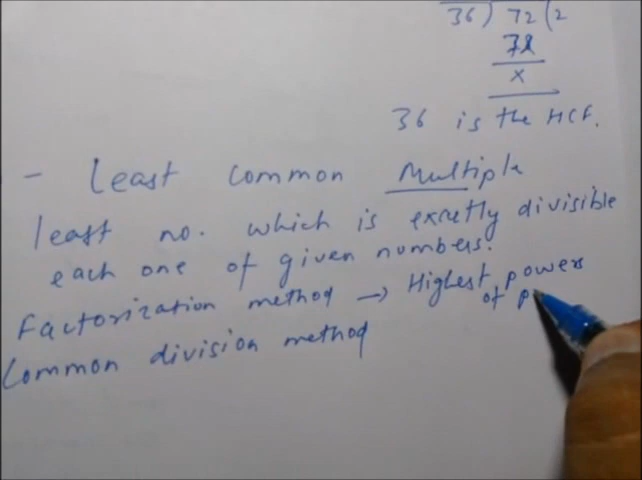 36) 72 (2
72
x
36 is the HCF.
- Least common Multiple
least no. which is exactly divisible
each one of given numbers.
Factorization method → Highest powers
of p
Common division method